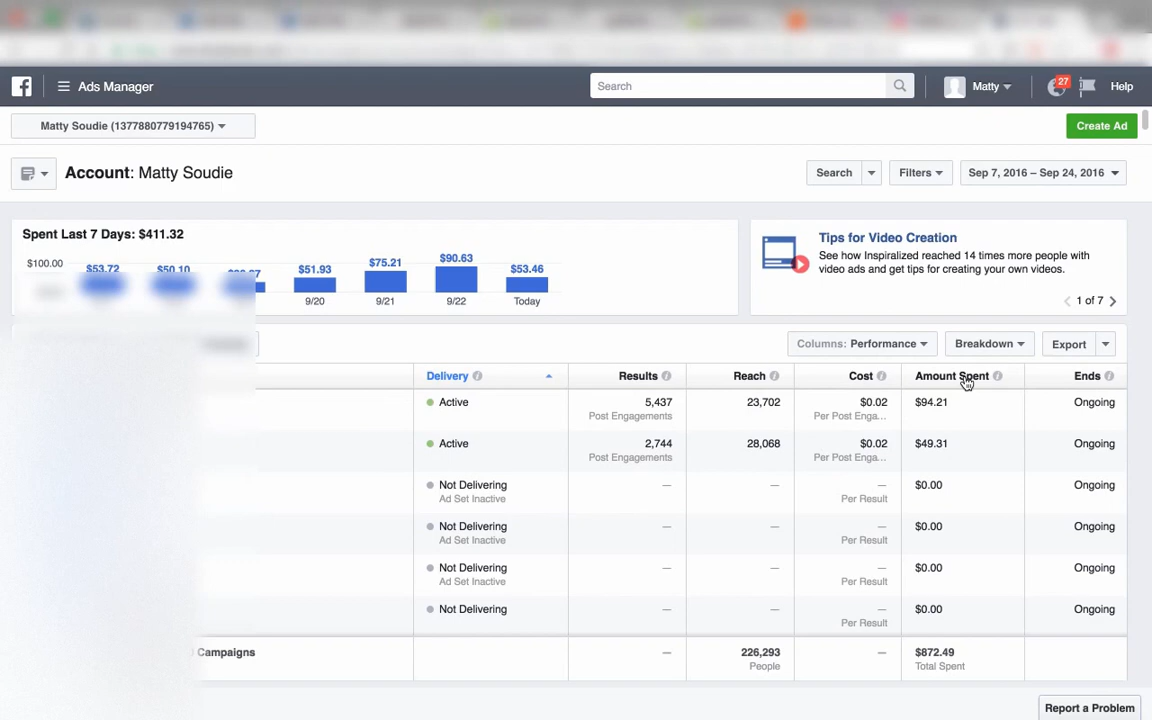 Ads Manager
Search
Matty
27
Help
Matty Soudie (1377880779194765)
Create Ad
Account: Matty Soudie
Search
Filters
Sep 7, 2016 – Sep 24, 2016
Spent Last 7 Days: $411.32
$100.00
$53.72
$50.10
$51.93
$75.21
$90.63
$53.46
9/20
9/21
9/22
Today
Tips for Video Creation
See how Inspiralized reached 14 times more people with
video ads and get tips for creating your own videos.
1 of 7
Columns: Performance
Breakdown
Export
Delivery
Results
Reach
Cost
Amount Spent
Ends
Active
5,437
23,702
$0.02
$94.21
Ongoing
Post Engagements
Per Post Enga...
Active
2,744
28,068
$0.02
$49.31
Ongoing
Post Engagements
Per Post Enga...
Not Delivering
—
—
—
$0.00
Ongoing
Ad Set Inactive
Per Result
Not Delivering
—
—
—
$0.00
Ongoing
Ad Set Inactive
Per Result
Not Delivering
—
—
—
$0.00
Ongoing
Ad Set Inactive
Per Result
Not Delivering
—
—
—
$0.00
Ongoing
Per Result
Campaigns
—
226,293
—
$872.49
People
Total Spent
Report a Problem